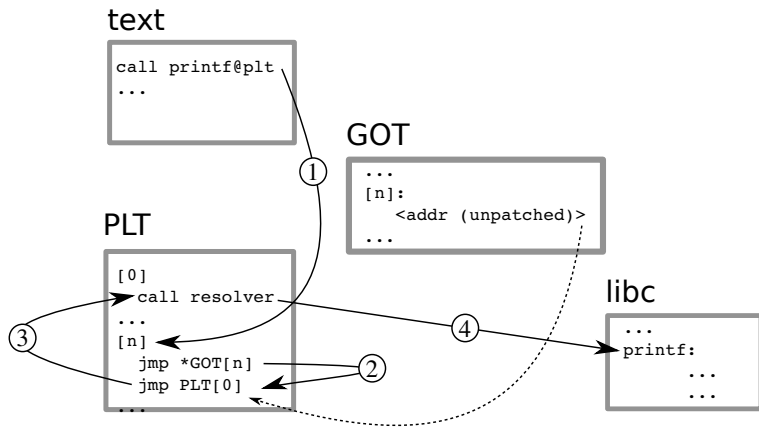 text
call printf@plt
...
1
GOT
...
[n]:
<addr (unpatched)>
...
PLT
[0]
call resolver
...
[n]
jmp *GOT[n]
jmp PLT[0]
...
3
2
4
libc
...
printf:
...
...